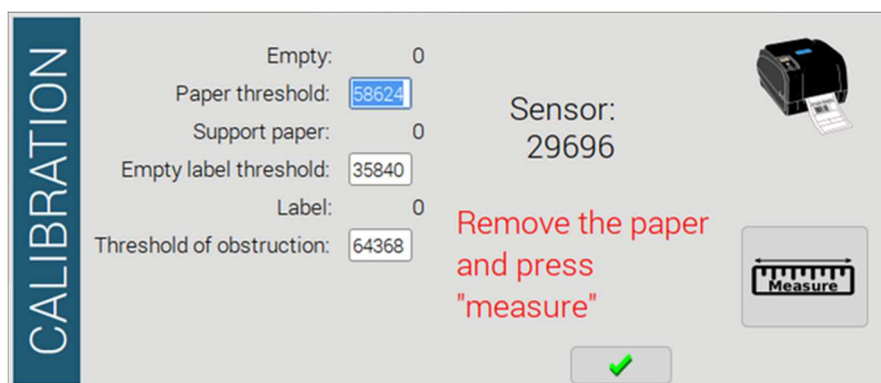 CALIBRATION
Empty: 0
Paper threshold: 58624
Support paper: 0
Empty label threshold: 35840
Label: 0
Threshold of obstruction: 64368
Sensor:
29696
Remove the paper
and press
"measure"
Measure